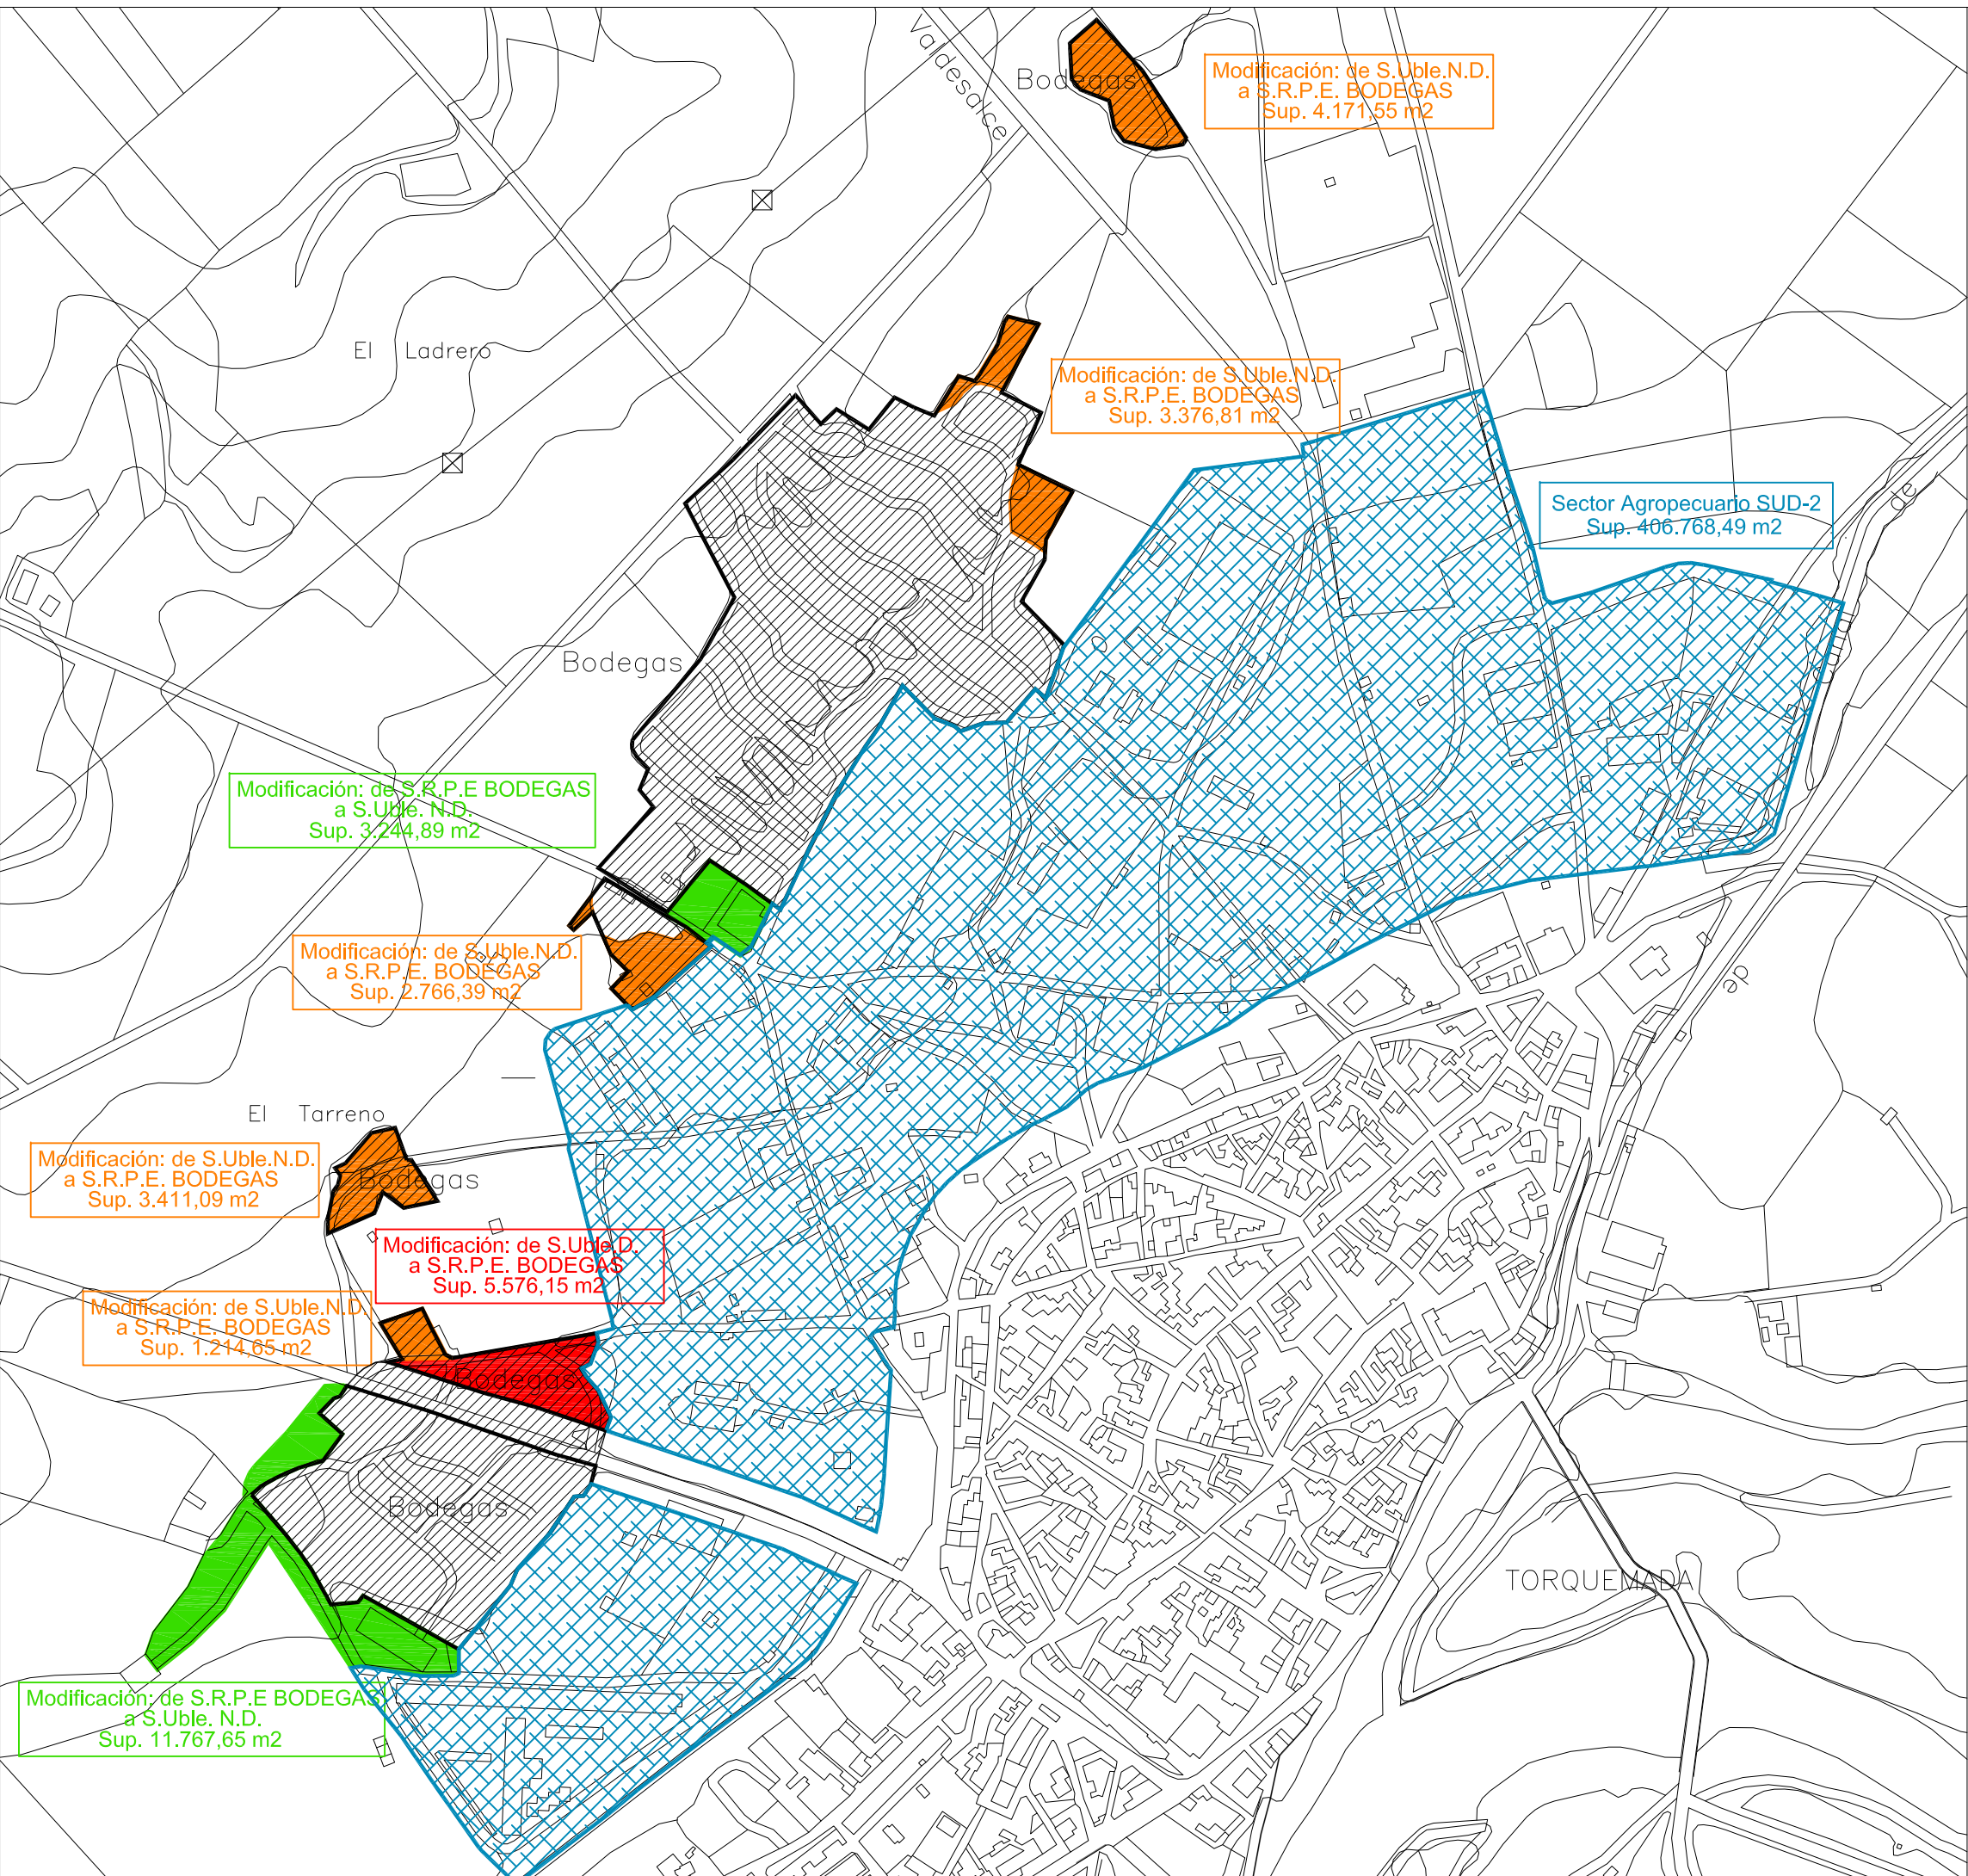 Valdesalce
Bodegas
Modificación: de S.Uble.N.D.
a S.R.P.E. BODEGAS
Sup. 4.171,55 m2
El Ladrero
Modificación: de S.Uble.N.D.
a S.R.P.E. BODEGAS
Sup. 3.376,81 m2
Sector Agropecuario SUD-2
Sup. 406.768,49 m2
de
Bodegas
Modificación: de S.R.P.E BODEGAS
a S.Uble. N.D.
Sup. 3.244,89 m2
Modificación: de S.Uble.N.D.
a S.R.P.E. BODEGAS
Sup. 2.766,39 m2
de
El Tarreno
Modificación: de S.Uble.N.D.
a S.R.P.E. BODEGAS
Sup. 3.411,09 m2
Bodegas
Modificación: de S.Uble.D.
a S.R.P.E. BODEGAS
Sup. 5.576,15 m2
Modificación: de S.Uble.N.D.
a S.R.P.E. BODEGAS
Sup. 1.214,65 m2
Bodegas
Bodegas
TORQUEMADA
Modificación: de S.R.P.E BODEGAS
a S.Uble. N.D.
Sup. 11.767,65 m2